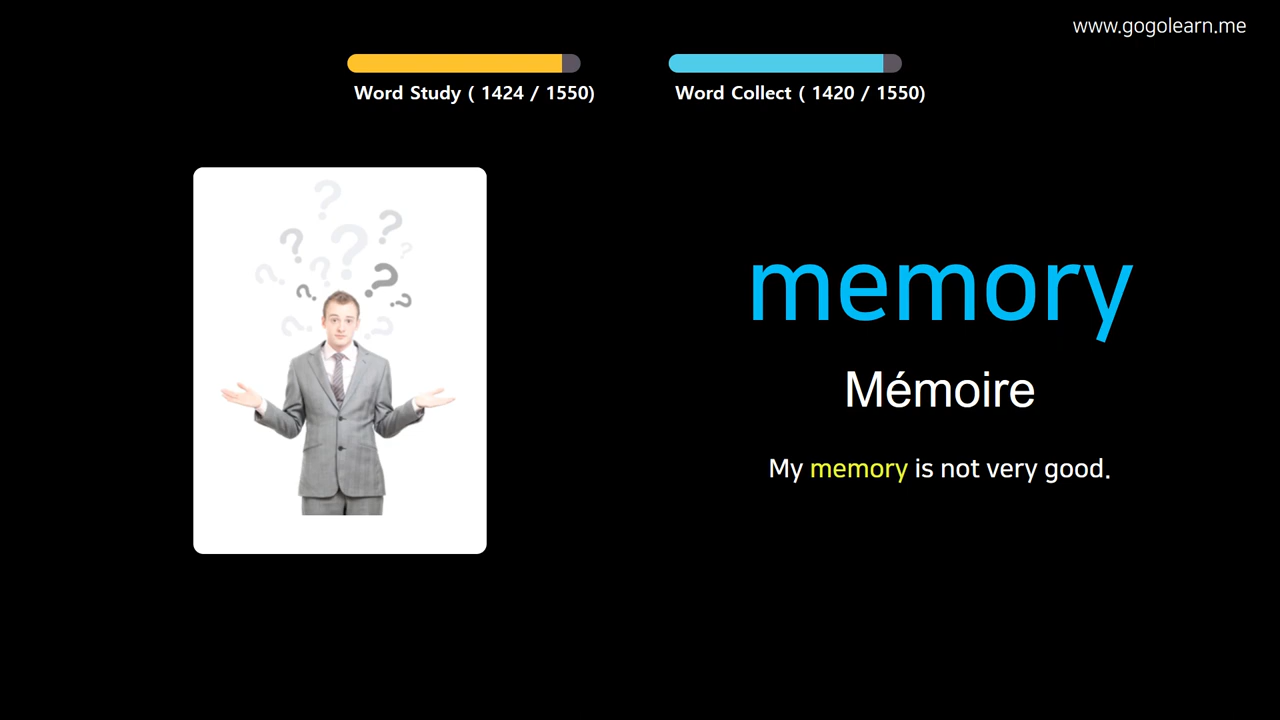 www.gogolearn.me
Word Study ( 1424 / 1550)
Word Collect ( 1420 / 1550)
memory
Mémoire
My memory is not very good.